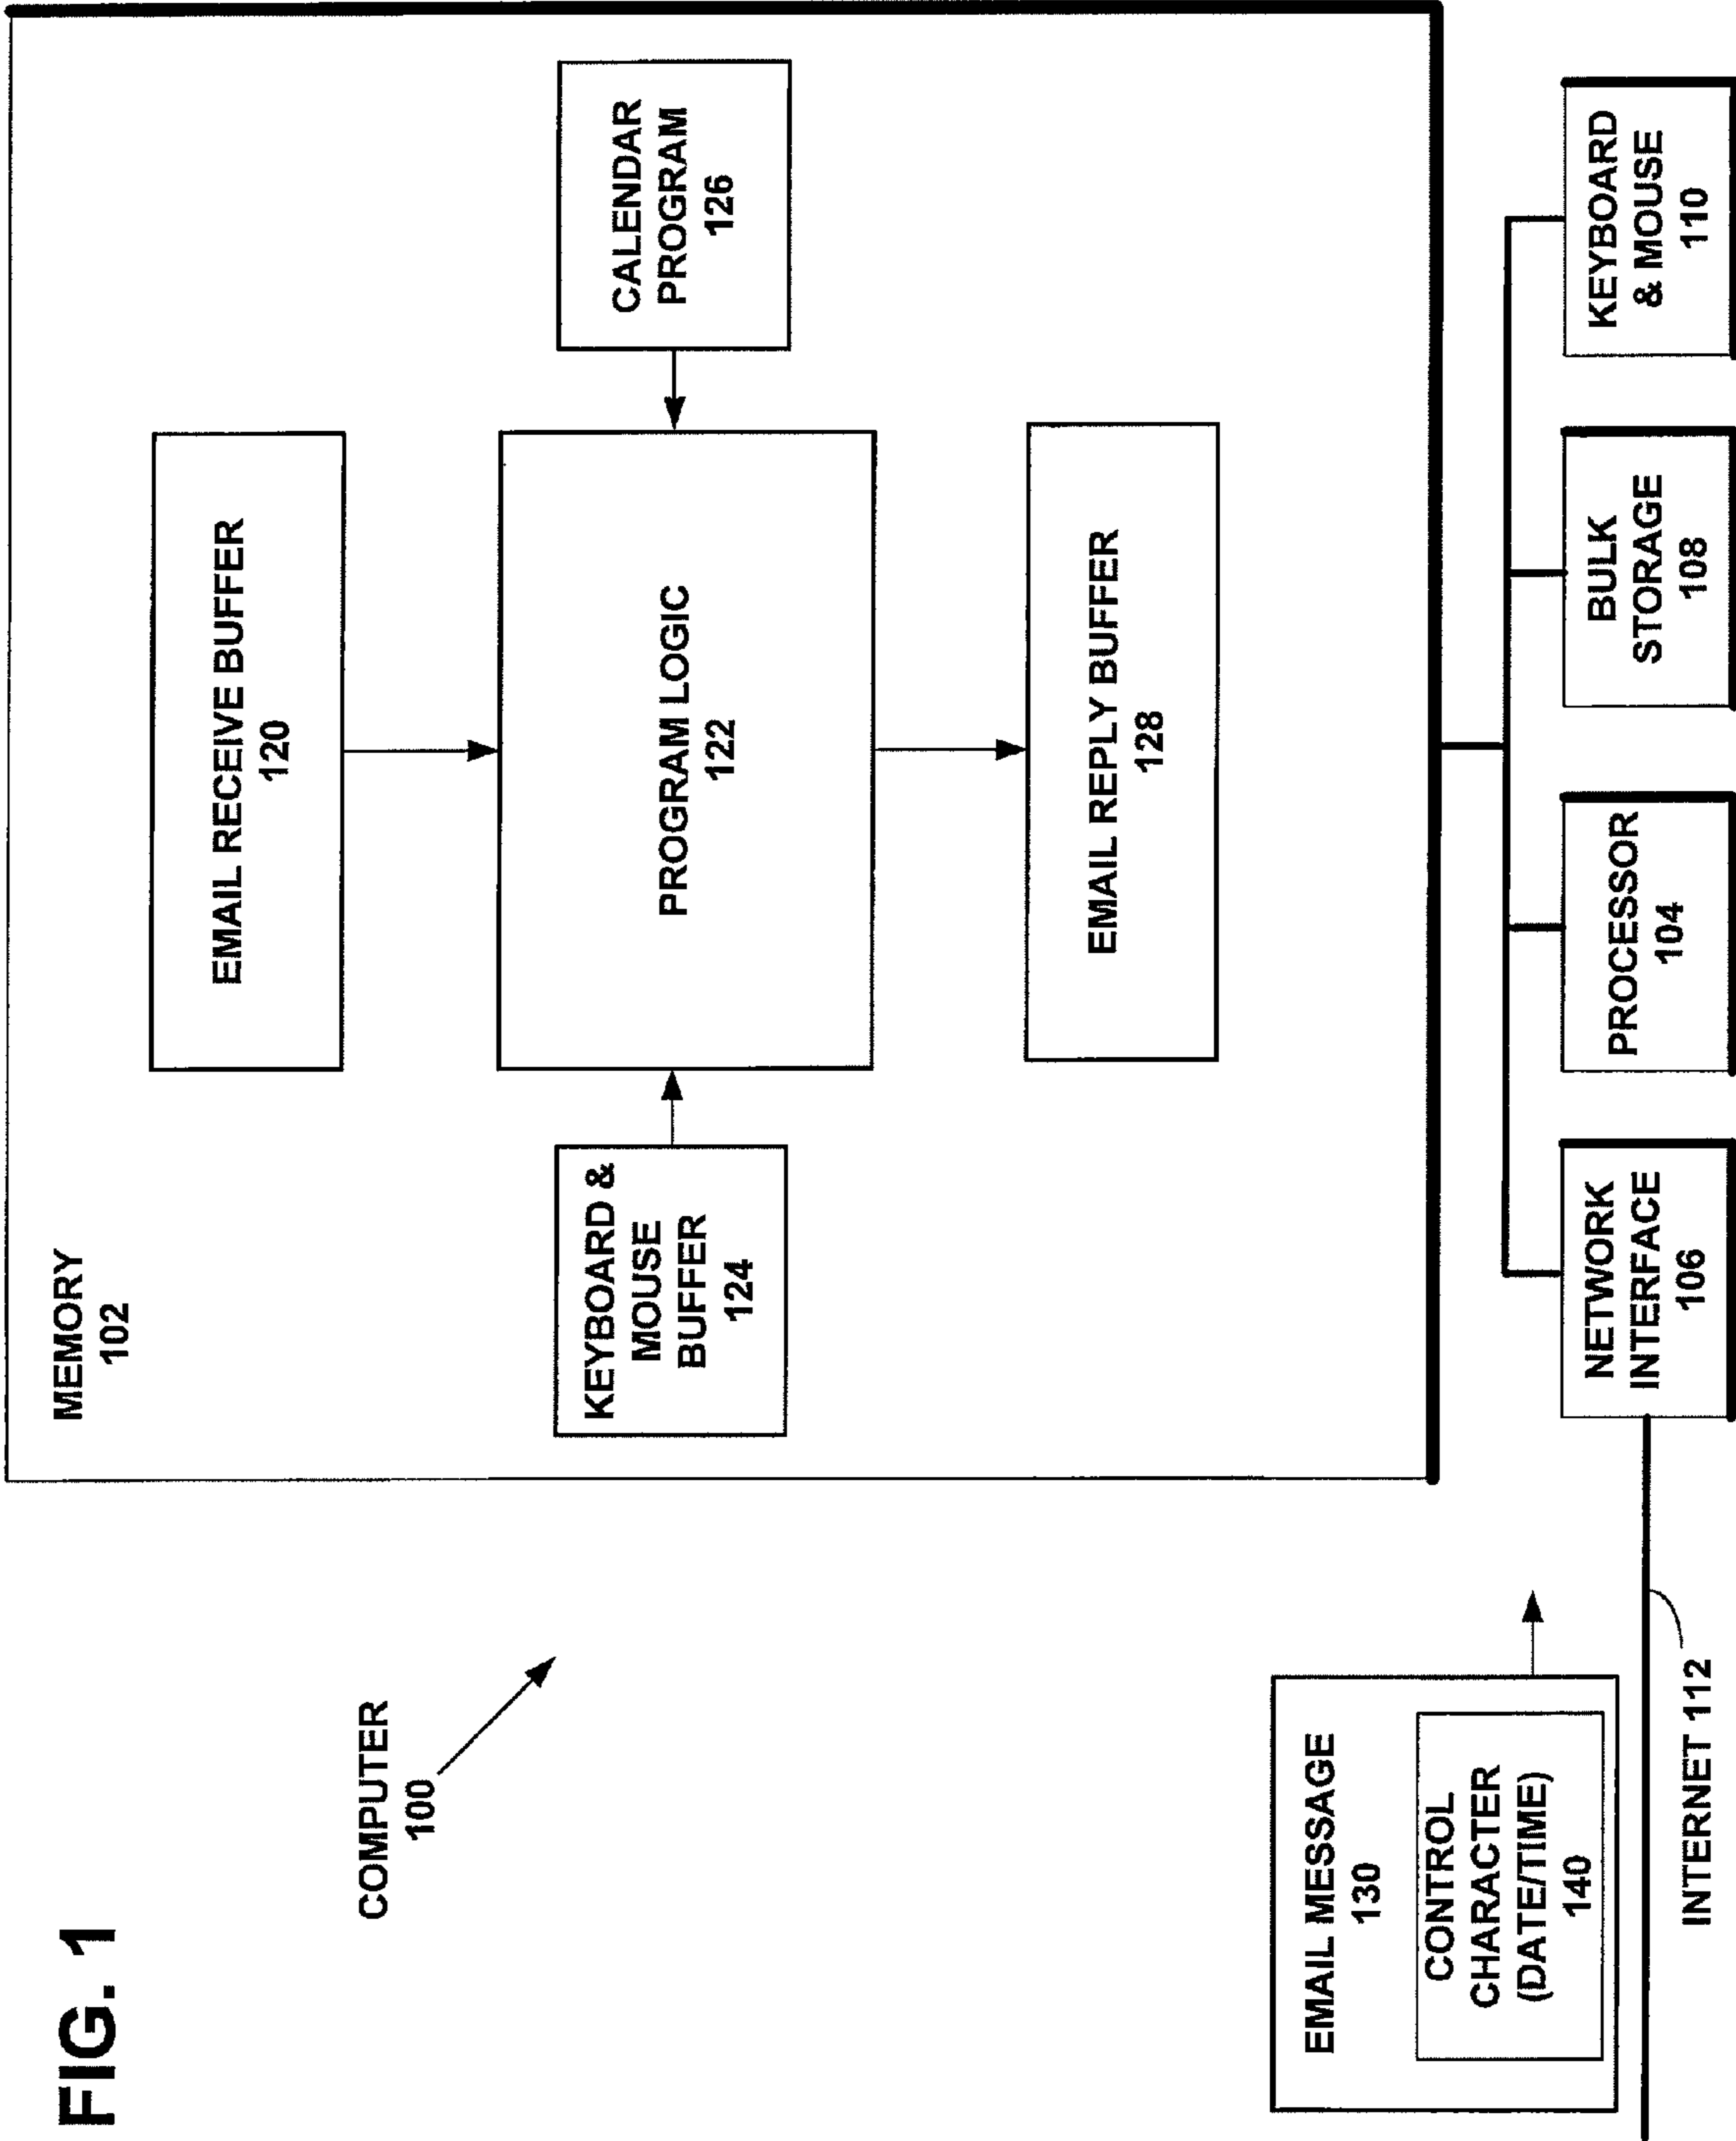 FIG. 1
COMPUTER
100
MEMORY
102
EMAIL RECEIVE BUFFER
120
KEYBOARD &
MOUSE
BUFFER
124
PROGRAM LOGIC
122
CALENDAR
PROGRAM
126
EMAIL REPLY BUFFER
128
EMAIL MESSAGE
130
CONTROL
CHARACTER
(DATE/TIME)
140
INTERNET 112
NETWORK
INTERFACE
106
PROCESSOR
104
BULK
STORAGE
108
KEYBOARD
& MOUSE
110